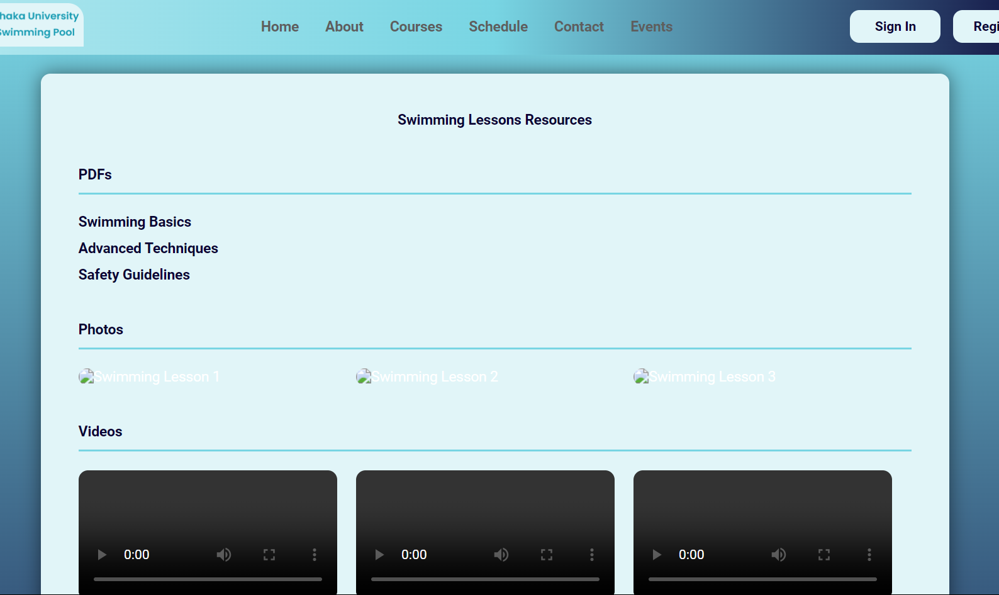 haka University
Swimming Pool
Home About Courses Schedule Contact Events
Sign In
Regi
Swimming Lessons Resources
PDFs
Swimming Basics
Advanced Techniques
Safety Guidelines
Photos
Swimming Lesson 1 Swimming Lesson 2 Swimming Lesson 3
Videos
0:00 0:00 0:00